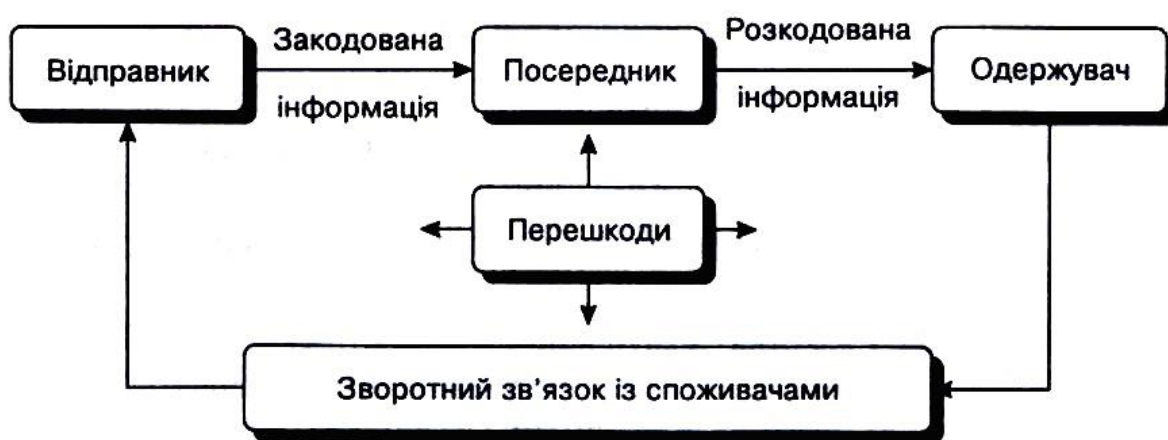 Відправник
Закодована
інформація
Посередник
Розкодована
інформація
Одержувач
Перешкоди
Зворотний зв'язок із споживачами